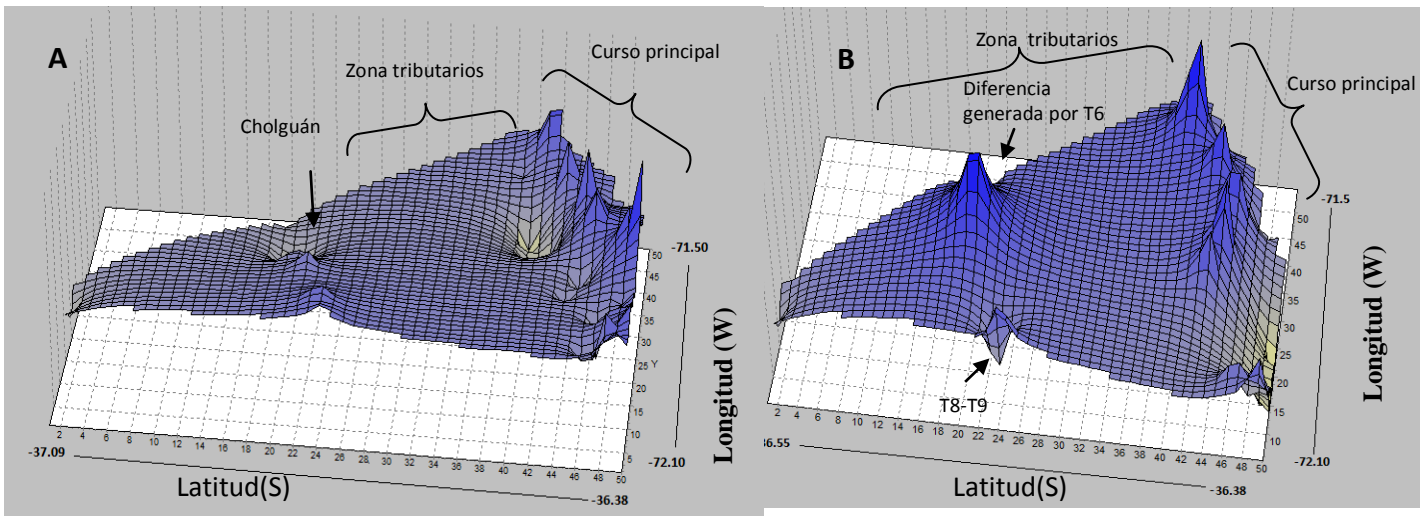 A
Curso principal
Zona tributarios
Cholguán
-71.50
50
45
40
35
30
25 Y
20
15
10
5
-72.10
Longitud (W)
2 4 6 8 10 12 14 16 18 20 22 24 26 28 30 32 34 36 38 40 42 44 46 48 50
-37.09
-36.38
Latitud(S)
B
Zona tributarios
Curso principal
Diferencia
generada por T6
-71.5
50
45
40
35
30
25
20
15
10
-72.10
Longitud (W)
T8-T9
2 4 6 8 10 12 14 16 18 20 22 24 26 28 30 32 34 36 38 40 42 44 46 48 50
36.55
-36.38
Latitud(S)